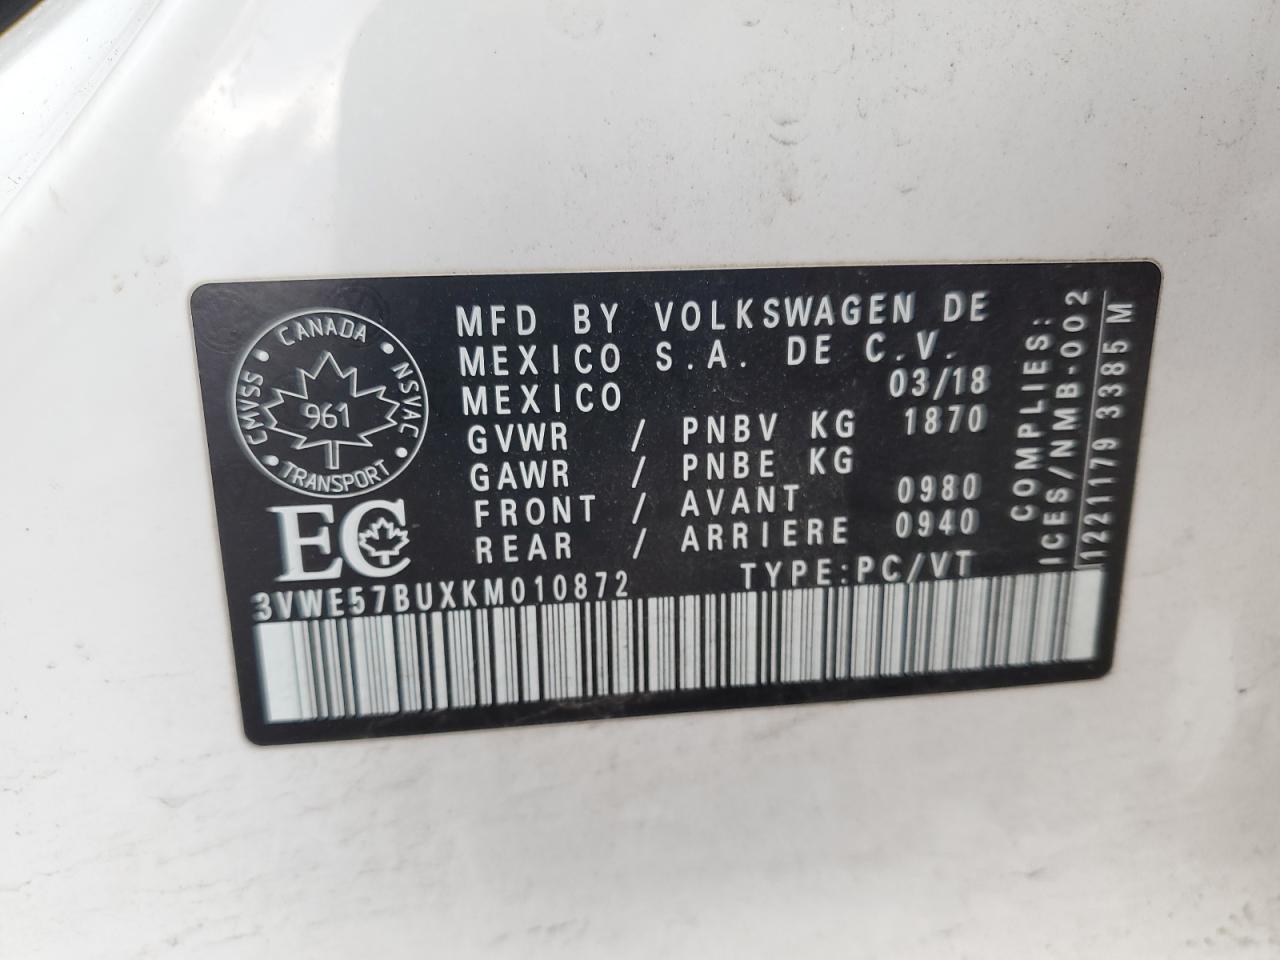 CANADA
CMVSS NSVAC
961
TRANSPORT
EC
MFD BY VOLKSWAGEN DE
MEXICO S.A. DE C.V.
MEXICO 03/18
GVWR / PNBV KG 1870
GAWR / PNBE KG
FRONT / AVANT 0980
REAR / ARRIERE 0940
3VWE57BUXKM010872 TYPE:PC/VT
COMPLIES:
ICES/NMB-002
1221179 3385 M